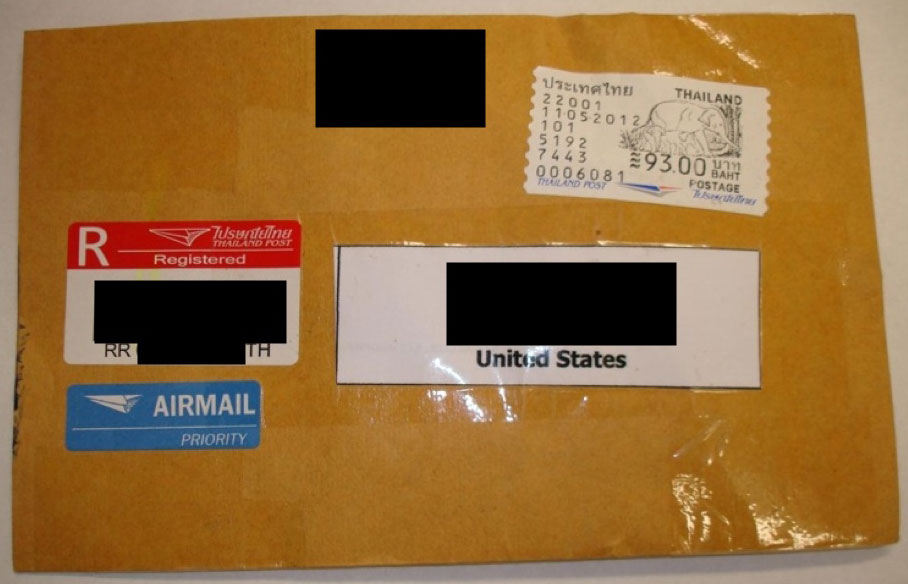 ประเทศไทย THAILAND
22001
11·05·2012
101
5192
7443
≋93.00 บาท
BAHT
0006081 POSTAGE
THAILAND POST ไปรษณีย์ไทย
R ไปรษณีย์ไทย
THAILAND POST
Registered
RR TH
United States
AIRMAIL
PRIORITY